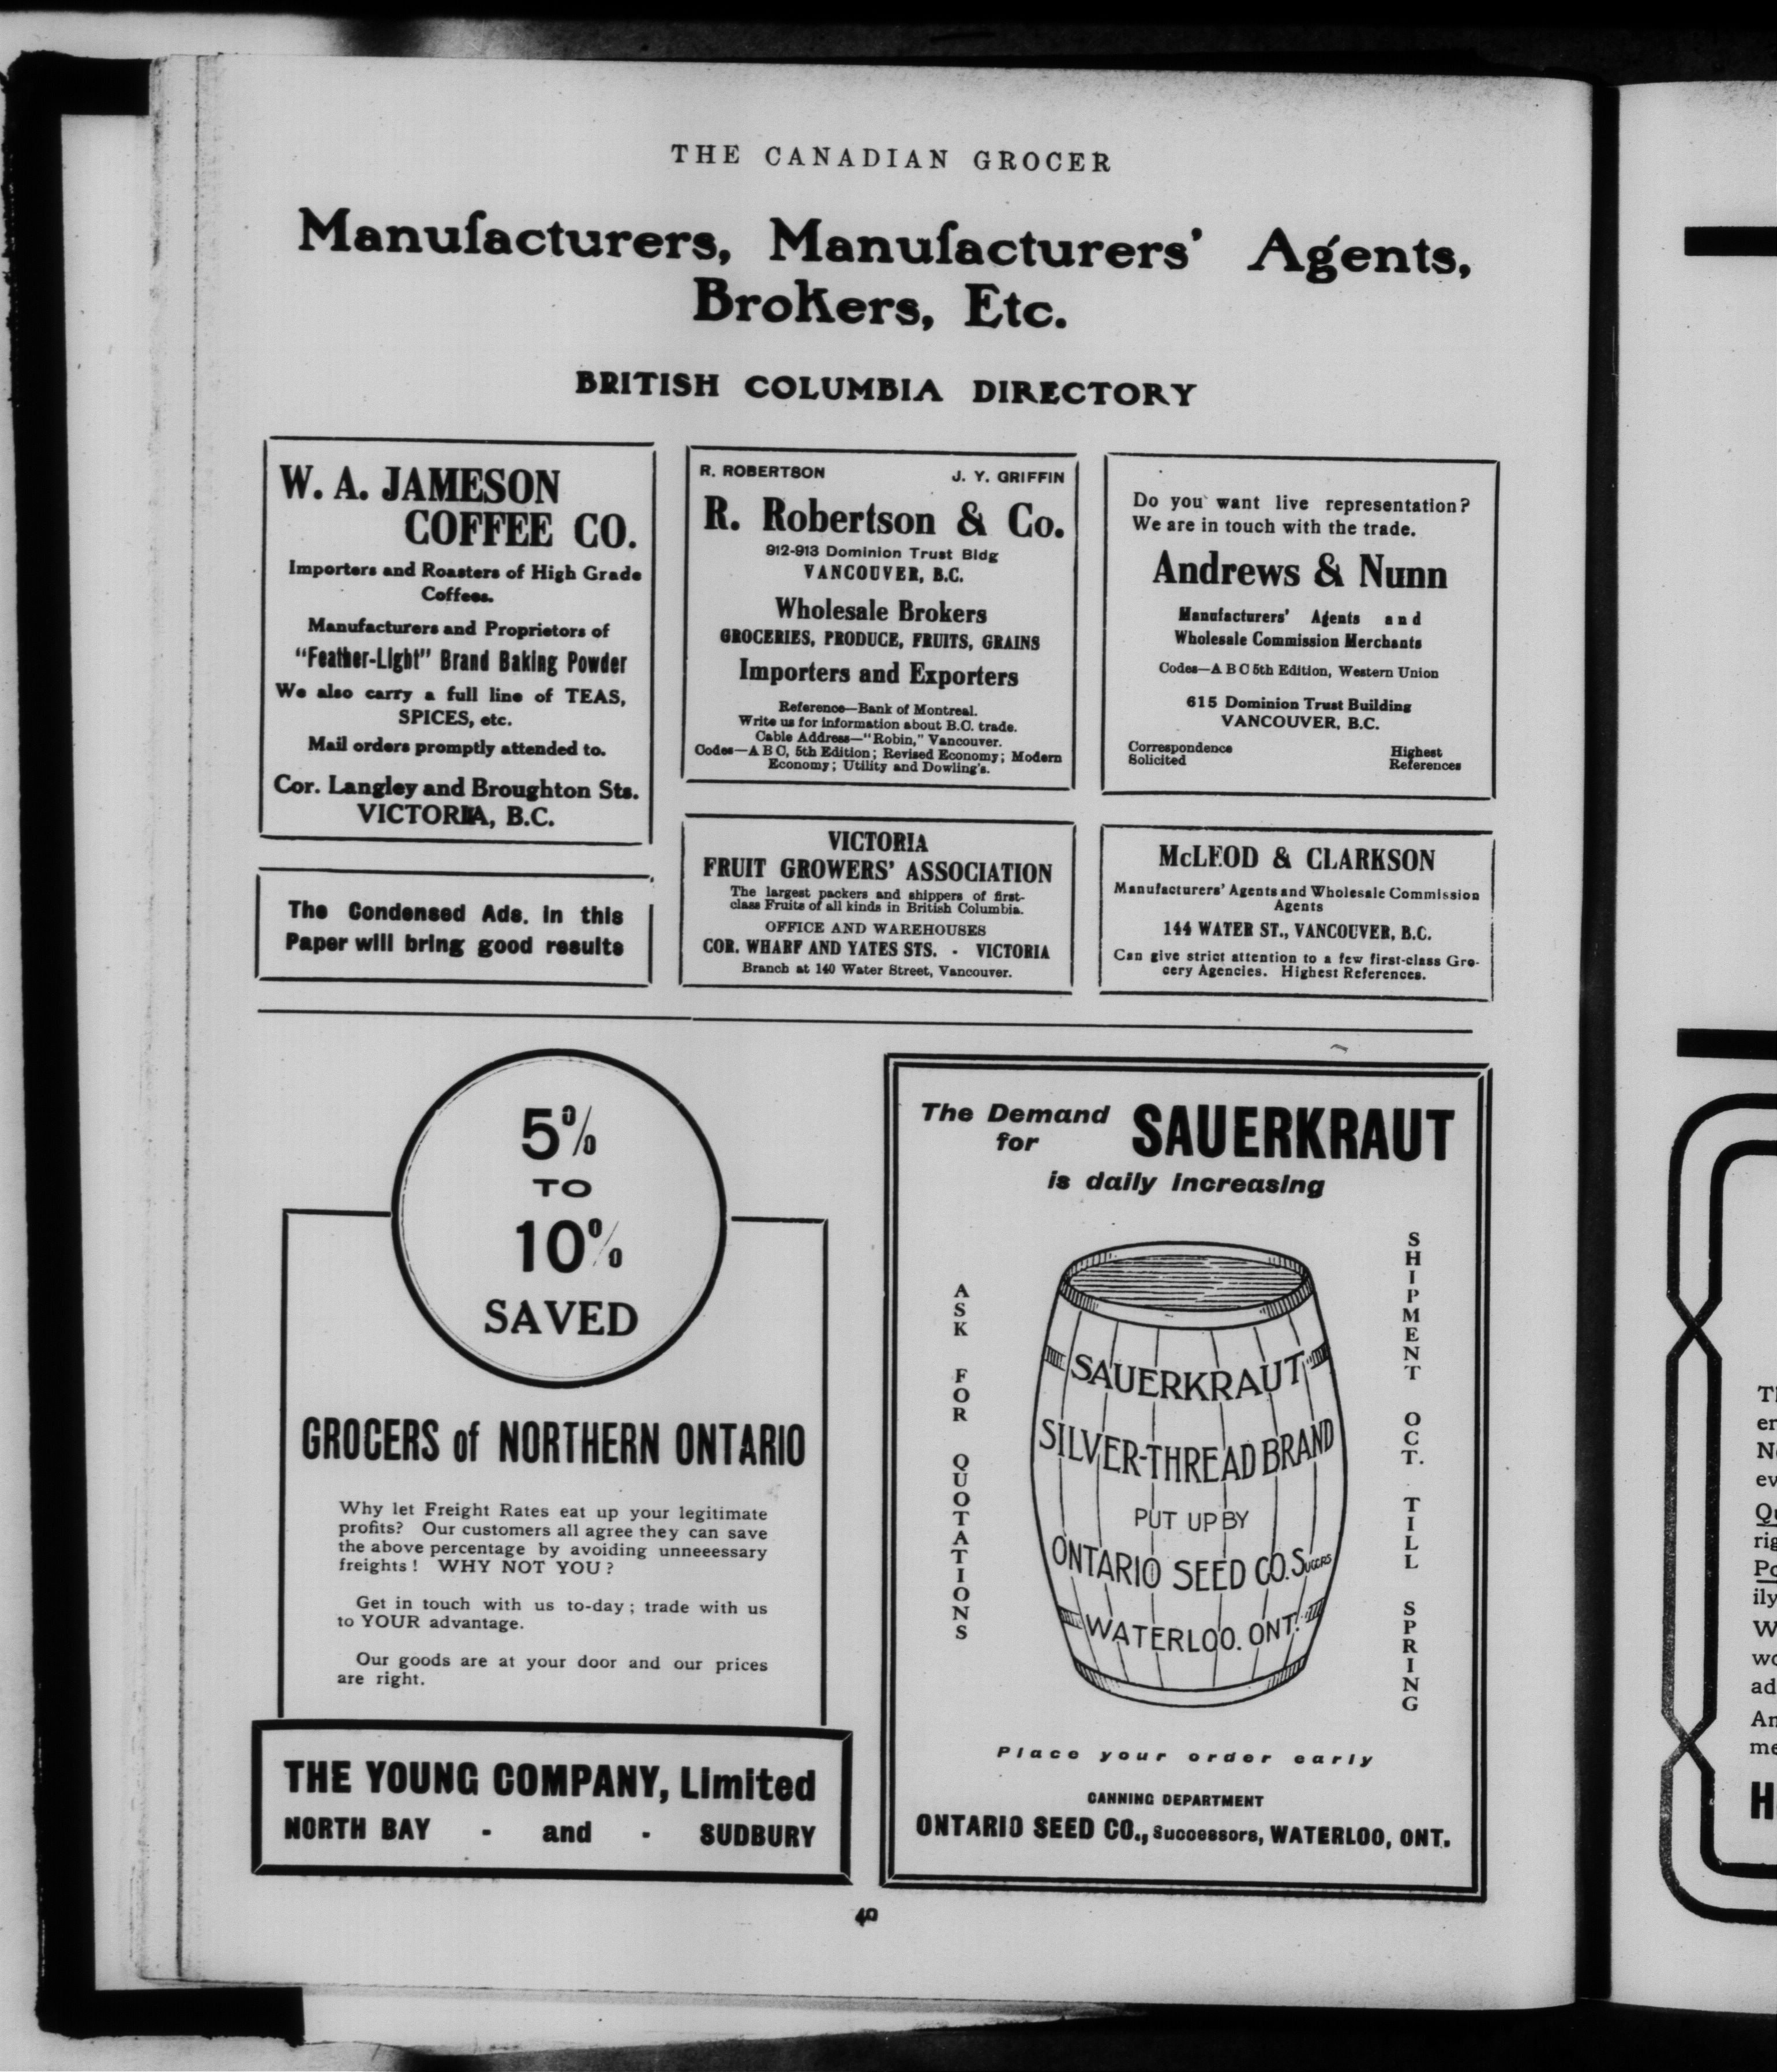 THE CANADIAN GROCER
Manufacturers, Manufacturers' Agents,
Brokers, Etc.
BRITISH COLUMBIA DIRECTORY
W. A. JAMESON
COFFEE CO.
Importers and Roasters of High Grade
Coffees.
Manufacturers and Proprietors of
"Feather-Light" Brand Baking Powder
We also carry a full line of TEAS,
SPICES, etc.
Mail orders promptly attended to.
Cor. Langley and Broughton Sts.
VICTORIA, B.C.
The Condensed Ads. in this
Paper will bring good results
R. ROBERTSON J. Y. GRIFFIN
R. Robertson & Co.
912-913 Dominion Trust Bldg
VANCOUVER, B.C.
Wholesale Brokers
GROCERIES, PRODUCE, FRUITS, GRAINS
Importers and Exporters
Reference—Bank of Montreal.
Write us for information about B.C. trade.
Cable Address—"Robin," Vancouver.
Codes—A B C, 5th Edition; Revised Economy; Modern
Economy; Utility and Dowling's.
VICTORIA
FRUIT GROWERS' ASSOCIATION
The largest packers and shippers of first-
class Fruits of all kinds in British Columbia.
OFFICE AND WAREHOUSES
COR. WHARF AND YATES STS. - VICTORIA
Branch at 140 Water Street, Vancouver.
Do you want live representation?
We are in touch with the trade.
Andrews & Nunn
Manufacturers' Agents and
Wholesale Commission Merchants
Codes—A B C 5th Edition, Western Union
615 Dominion Trust Building
VANCOUVER, B.C.
Correspondence Highest
Solicited References
McLEOD & CLARKSON
Manufacturers' Agents and Wholesale Commission
Agents
144 WATER ST., VANCOUVER, B.C.
Can give strict attention to a few first-class Gro-
cery Agencies. Highest References.
5%
TO
10%
SAVED
GROCERS of NORTHERN ONTARIO
Why let Freight Rates eat up your legitimate
profits? Our customers all agree they can save
the above percentage by avoiding unneeessary
freights! WHY NOT YOU?
Get in touch with us to-day; trade with us
to YOUR advantage.
Our goods are at your door and our prices
are right.
THE YOUNG COMPANY, Limited
NORTH BAY - and - SUDBURY
The Demand
for
SAUERKRAUT
is daily increasing
ASK FOR QUOTATIONS
SAUERKRAUT
SILVER-THREAD BRAND
PUT UP BY
ONTARIO SEED CO. SUCCRS
WATERLOO. ONT.
SHIPMENT OCT. TILL SPRING
Place your order early
CANNING DEPARTMENT
ONTARIO SEED CO., Successors, WATERLOO, ONT.
40